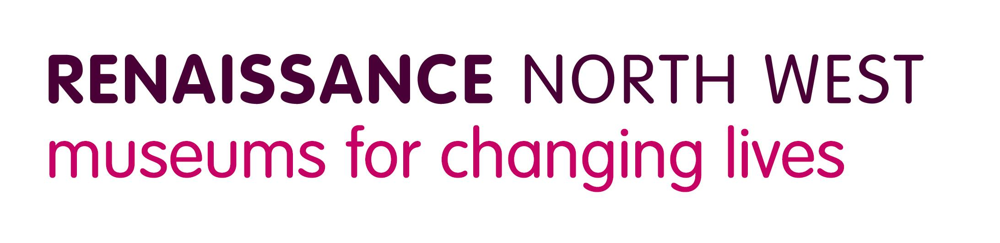 RENAISSANCE NORTH WEST
museums for changing lives